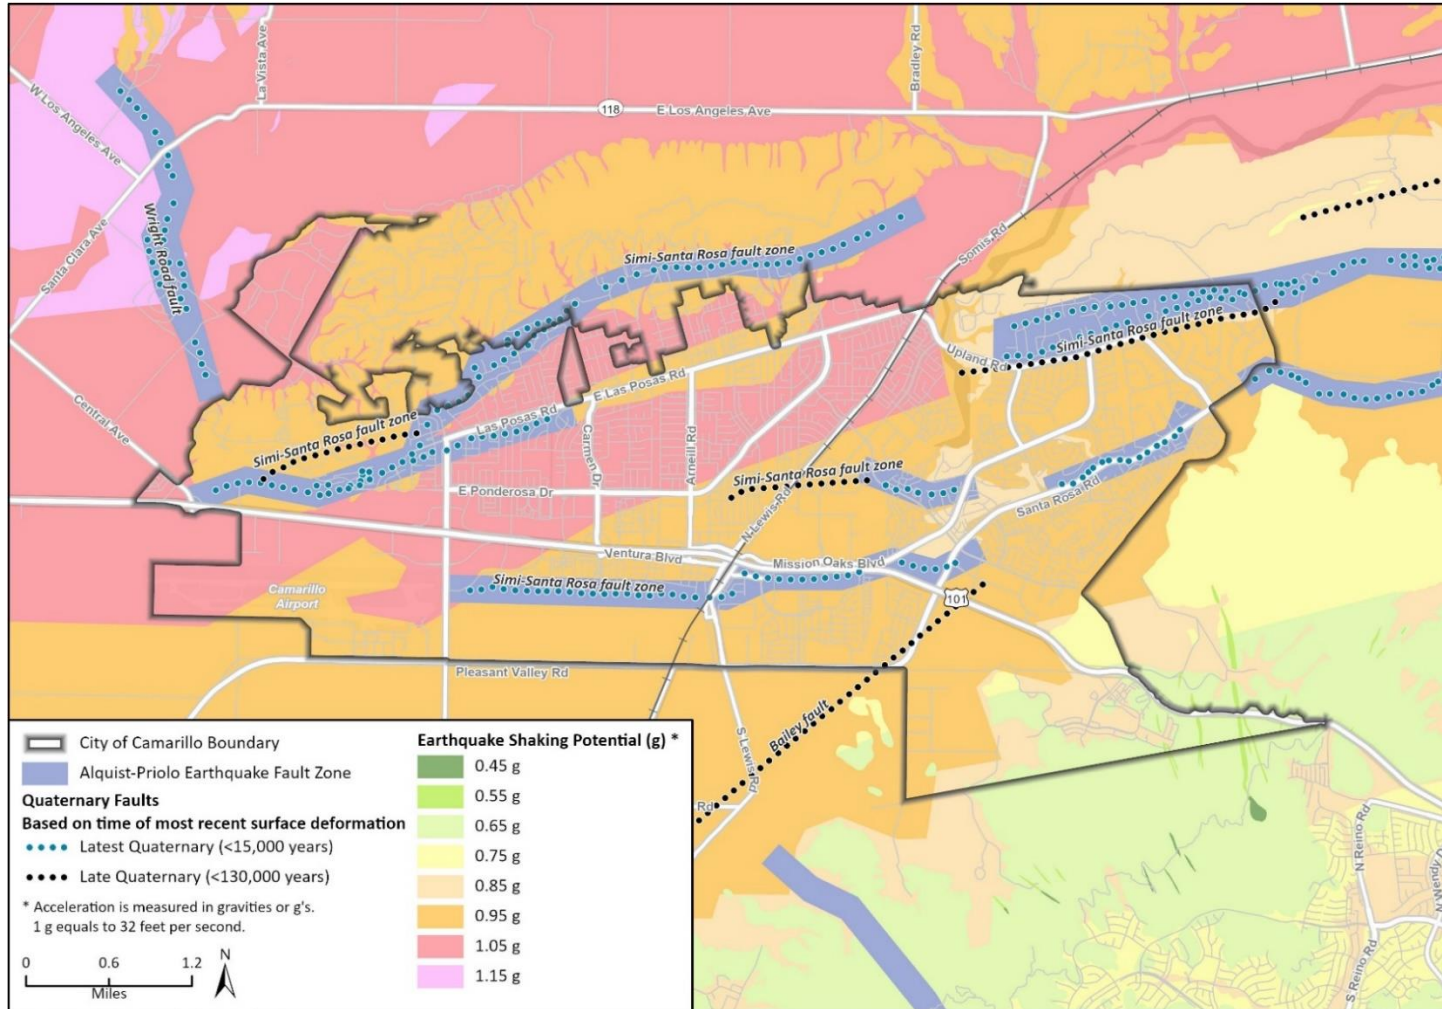 La Vista Ave
Bradley Rd
W Los Angeles Ave
118
E Los Angeles Ave
Santa Clara Ave
Wright Road fault
Somis Rd
Simi-Santa Rosa fault zone
Simi-Santa Rosa fault zone
Upland Rd
Central Ave
E Las Posas Rd
Las Posas Rd
Simi-Santa Rosa fault zone
Carmen Dr
Arneill Rd
Simi-Santa Rosa fault zone
E Ponderosa Dr
N Lewis Rd
Santa Rosa Rd
Ventura Blvd
Mission Oaks Blvd
Simi-Santa Rosa fault zone
Camarillo
Airport
101
Pleasant Valley Rd
Bailey fault
S Lewis Rd
Rd
N Reino Rd
N Wendy D
S Reino Rd
City of Camarillo Boundary
Alquist-Priolo Earthquake Fault Zone
Quaternary Faults
Based on time of most recent surface deformation
Latest Quaternary (<15,000 years)
Late Quaternary (<130,000 years)
* Acceleration is measured in gravities or g's.
1 g equals to 32 feet per second.
0 0.6 1.2
Miles
N
Earthquake Shaking Potential (g) *
0.45 g
0.55 g
0.65 g
0.75 g
0.85 g
0.95 g
1.05 g
1.15 g